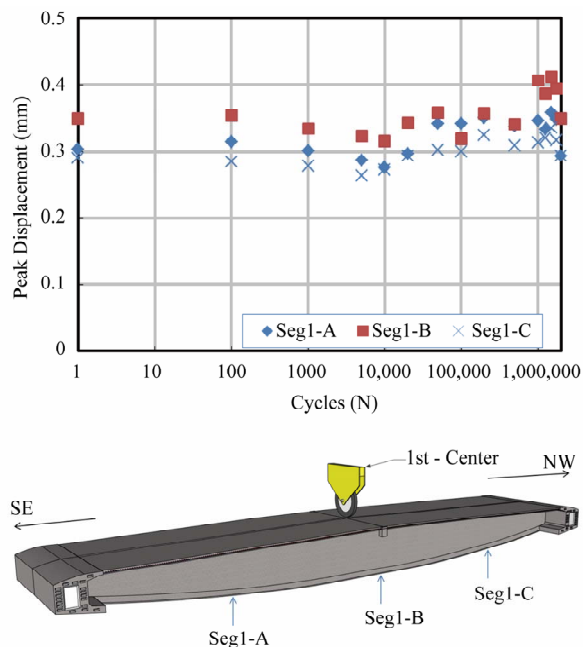 0.5
0.4
0.3
0.2
0.1
0
Peak Displacement (mm)
Seg1-A Seg1-B Seg1-C
1 10 100 1000 10,000 100,000 1,000,000
Cycles (N)
1st - Center
NW
SE
Seg1-C
Seg1-B
Seg1-A